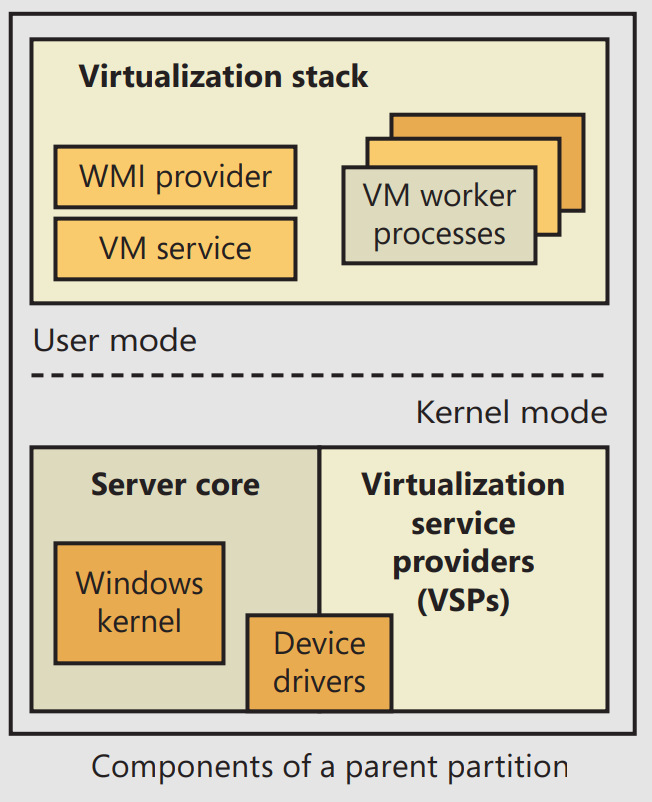 Virtualization stack
WMI provider
VM service
VM worker
processes
User mode
Kernel mode
Server core
Windows
kernel
Virtualization
service
providers
(VSPs)
Device
drivers
Components of a parent partition